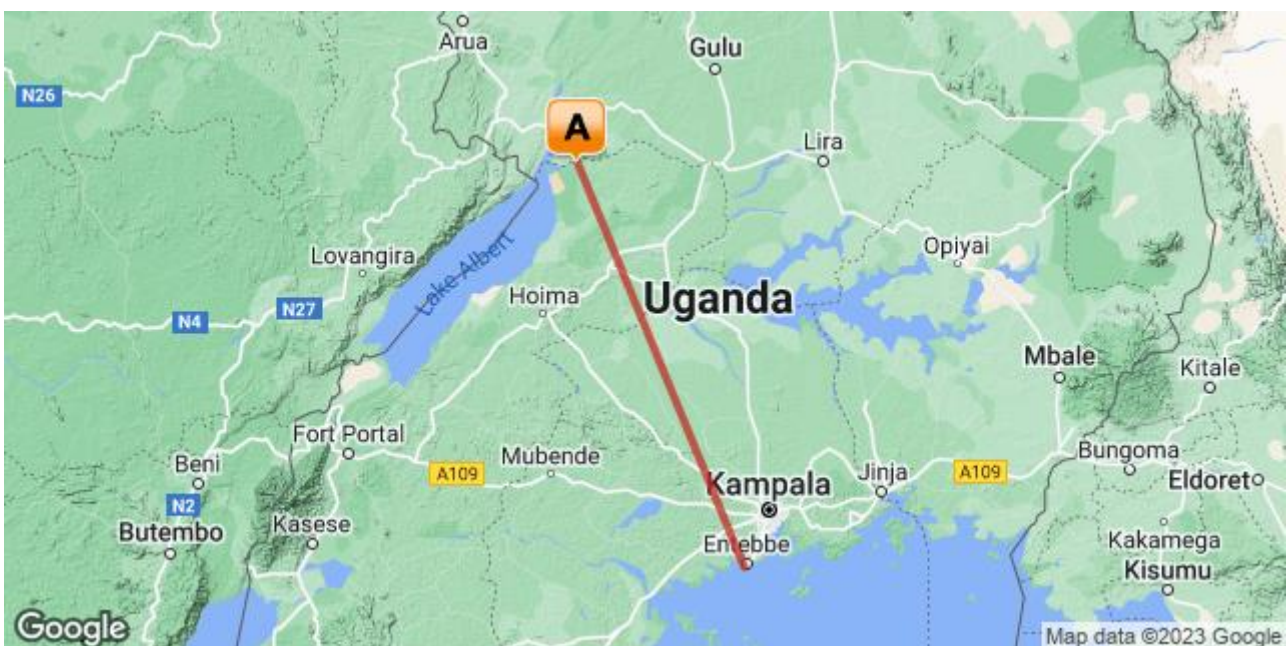 Arua
Gulu
N26
A
Lira
Lovangira
Opiyai
Lake Albert
N27
Hoima
Uganda
N4
Mbale
Kitale
Fort Portal
Mubende
A109
Beni
Kampala
Jinja
A109
Bungoma
Eldoret
N2
Butembo
Kasese
Entebbe
Kakamega
Kisumu
Google
Map data ©2023 Google